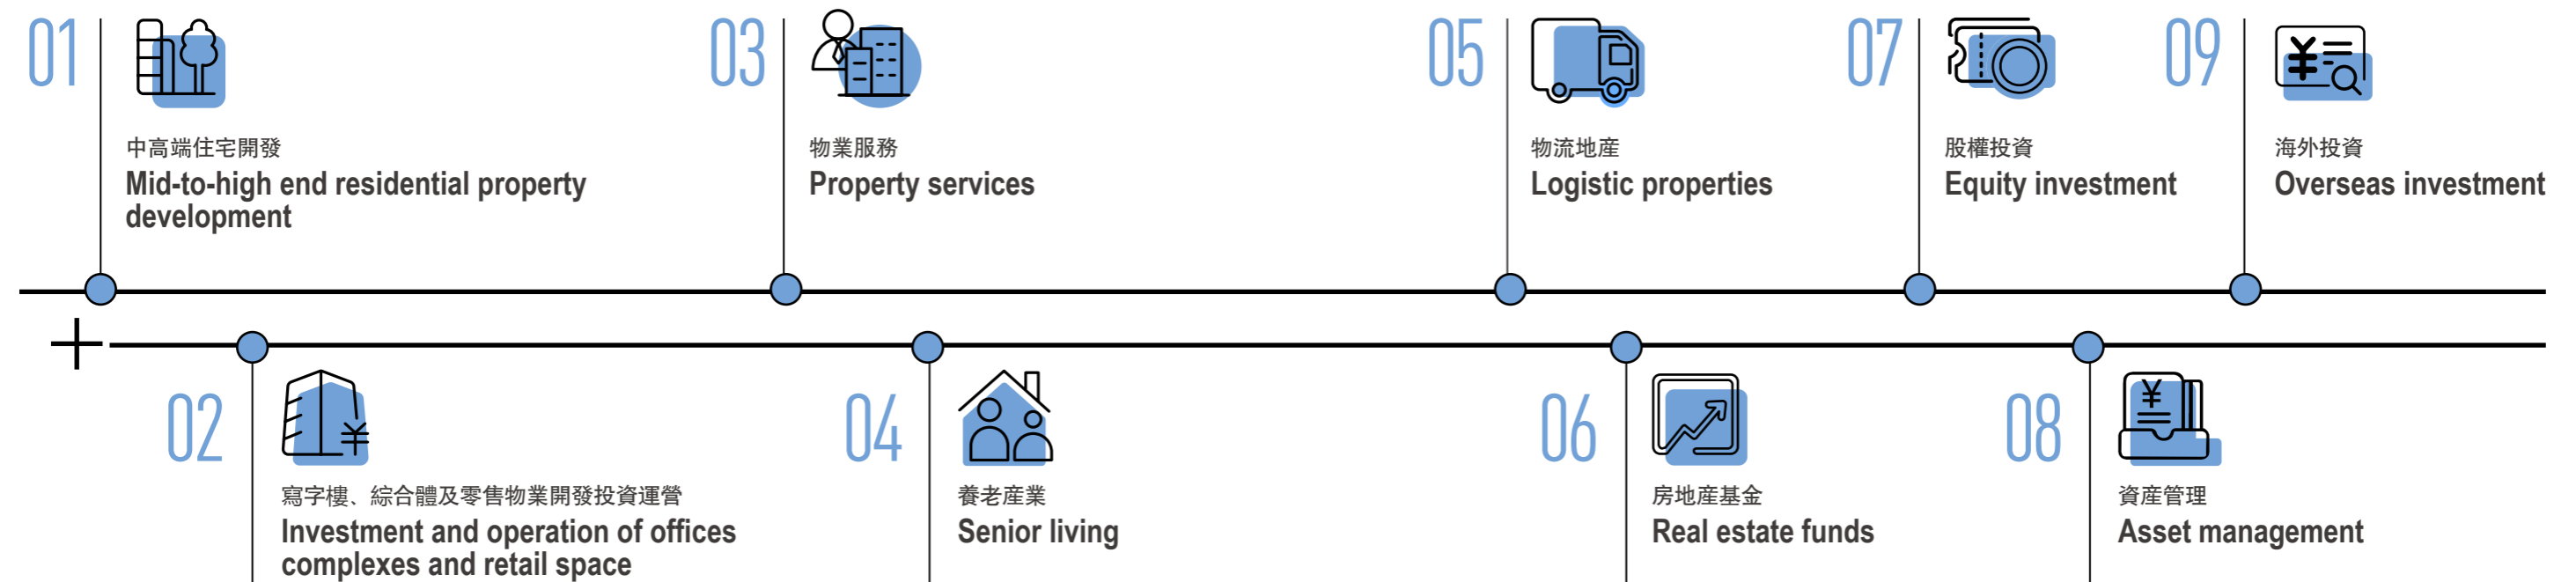 01
中高端住宅開發
Mid-to-high end residential property
development
03
物業服務
Property services
05
物流地産
Logistic properties
07
股權投資
Equity investment
09
海外投資
Overseas investment
02
寫字樓、綜合體及零售物業開發投資運營
Investment and operation of offices
complexes and retail space
04
養老産業
Senior living
06
房地産基金
Real estate funds
08
資産管理
Asset management